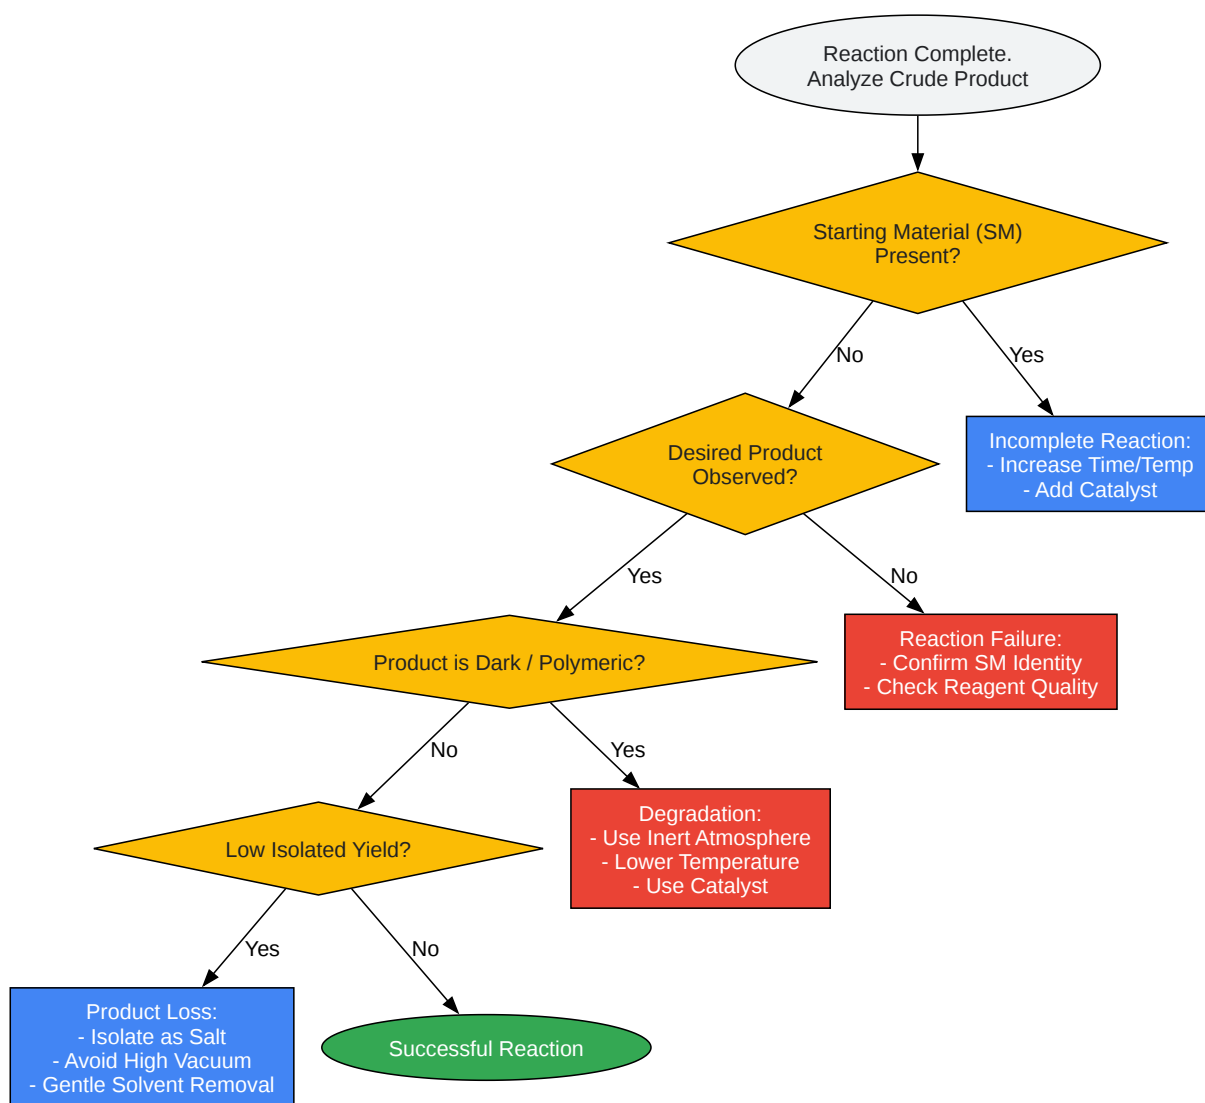 Reaction Complete.
Analyze Crude Product
Starting Material (SM)
Present?
No
Yes
Desired Product
Observed?
Incomplete Reaction:
- Increase Time/Temp
- Add Catalyst
Yes
No
Product is Dark / Polymeric?
Reaction Failure:
- Confirm SM Identity
- Check Reagent Quality
No
Yes
Low Isolated Yield?
Degradation:
- Use Inert Atmosphere
- Lower Temperature
- Use Catalyst
Yes
No
Product Loss:
- Isolate as Salt
- Avoid High Vacuum
- Gentle Solvent Removal
Successful Reaction